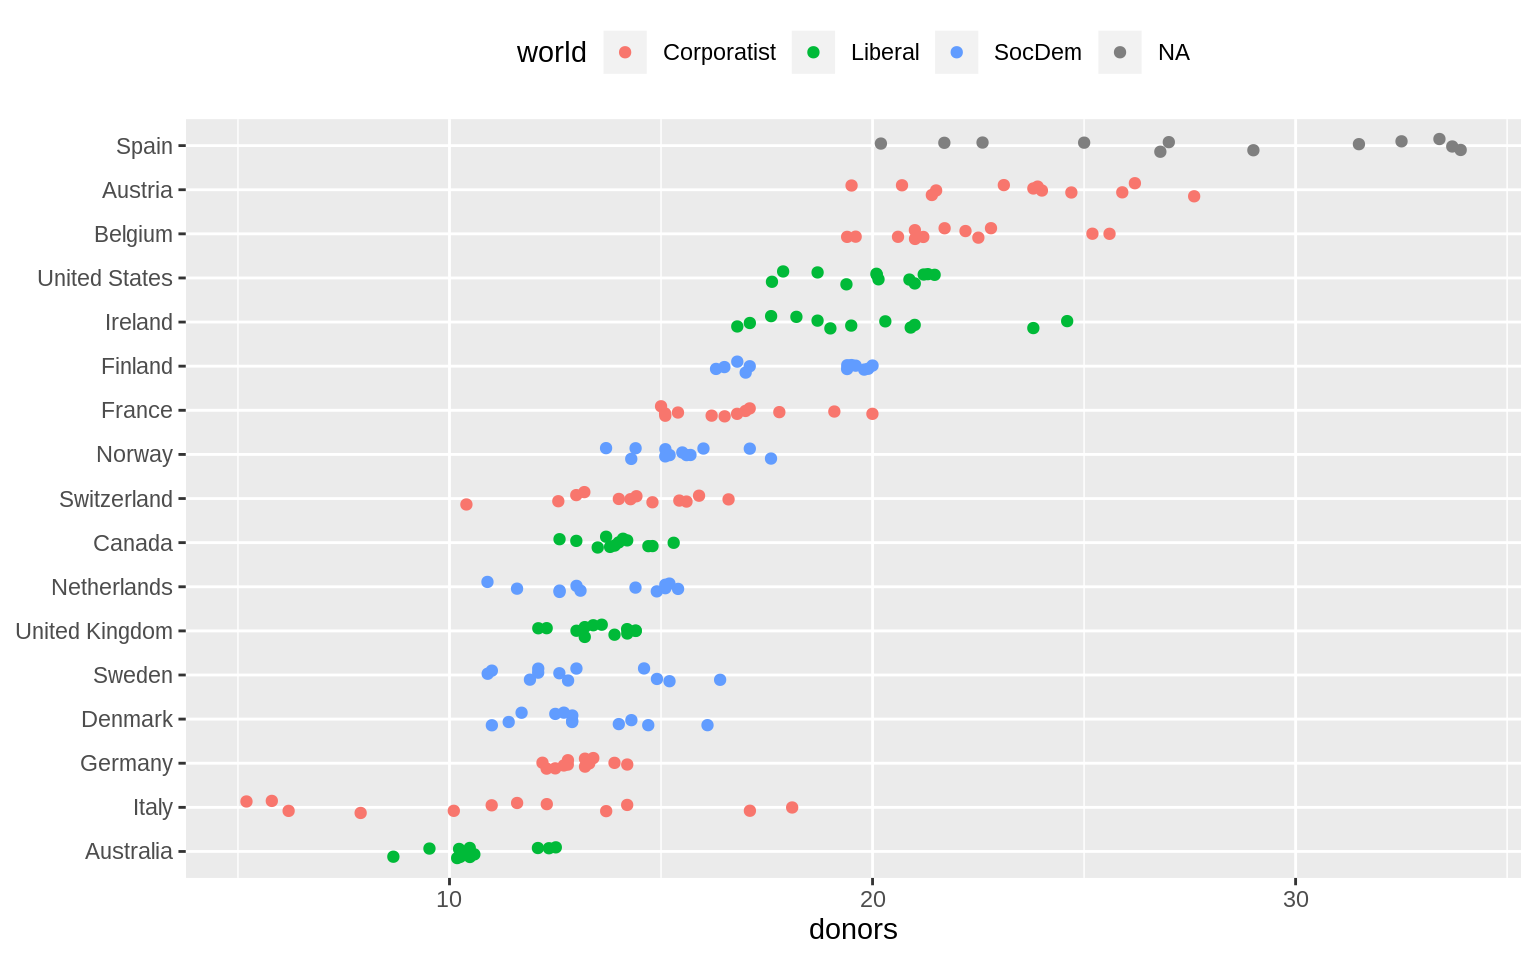 world Corporatist Liberal SocDem NA
Spain
Austria
Belgium
United States
Ireland
Finland
France
Norway
Switzerland
Canada
Netherlands
United Kingdom
Sweden
Denmark
Germany
Italy
Australia
10 20 30
donors